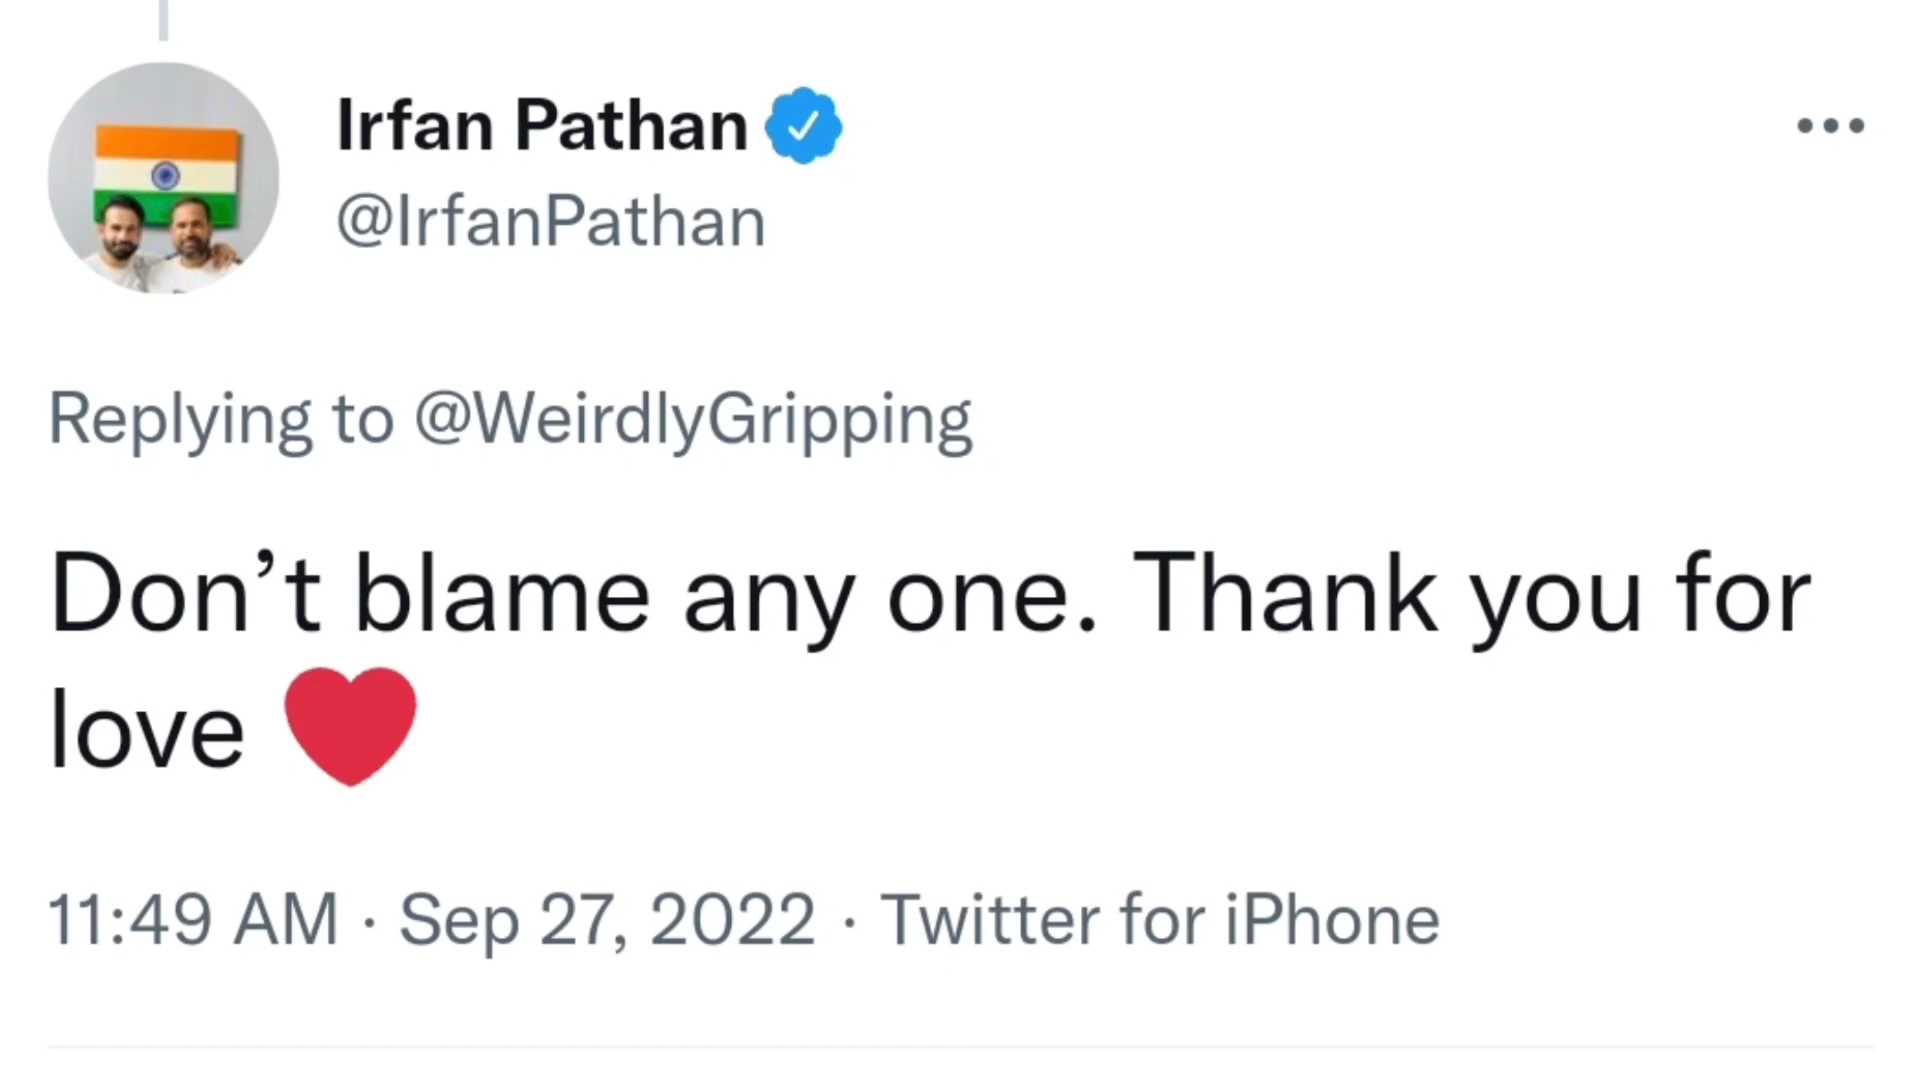 Irfan Pathan
@IrfanPathan
Replying to @WeirdlyGripping
Don’t blame any one. Thank you for
love ❤
11:49 AM · Sep 27, 2022 · Twitter for iPhone